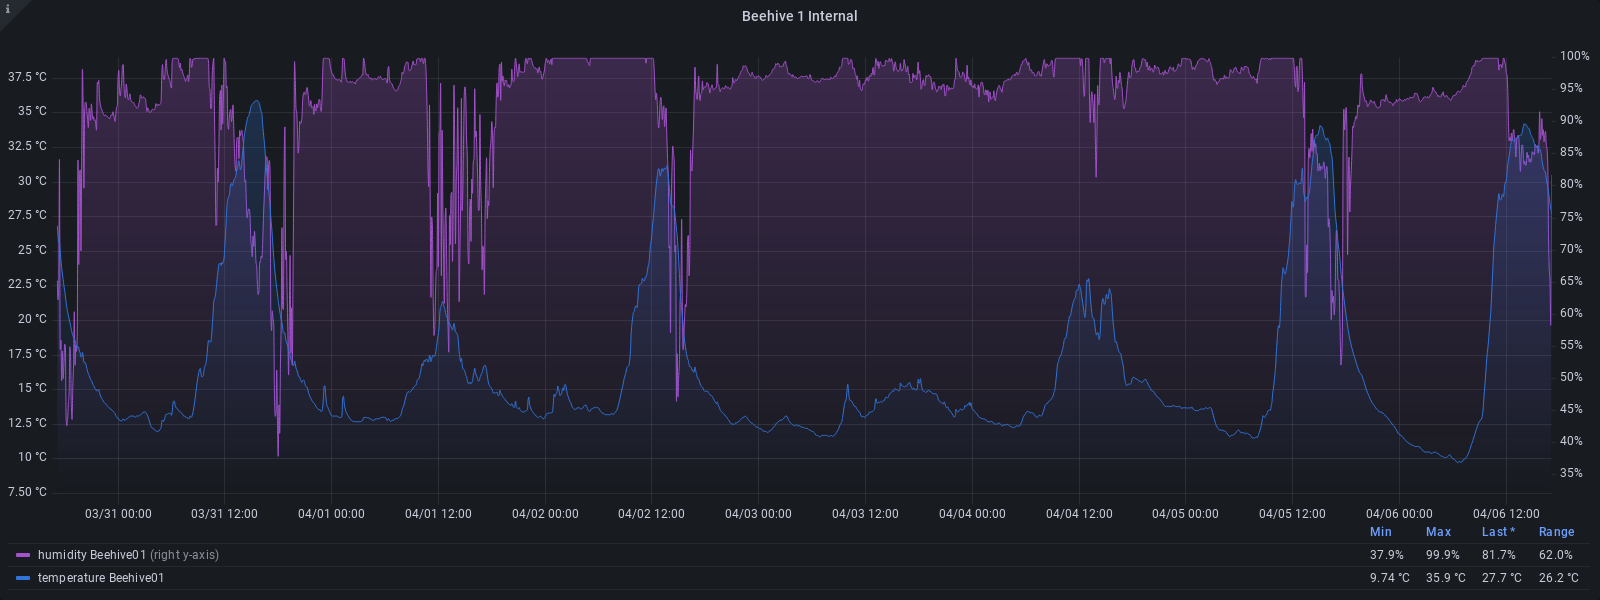 i
Beehive 1 Internal
37.5 °C
35 °C
32.5 °C
30 °C
27.5 °C
25 °C
22.5 °C
20 °C
17.5 °C
15 °C
12.5 °C
10 °C
7.50 °C
100%
95%
90%
85%
80%
75%
70%
65%
60%
55%
50%
45%
40%
35%
03/31 00:00 03/31 12:00 04/01 00:00 04/01 12:00 04/02 00:00 04/02 12:00 04/03 00:00 04/03 12:00 04/04 00:00 04/04 12:00 04/05 00:00 04/05 12:00 04/06 00:00 04/06 12:00
Min Max Last * Range
humidity Beehive01 (right y-axis) 37.9% 99.9% 81.7% 62.0%
temperature Beehive01 9.74 °C 35.9 °C 27.7 °C 26.2 °C